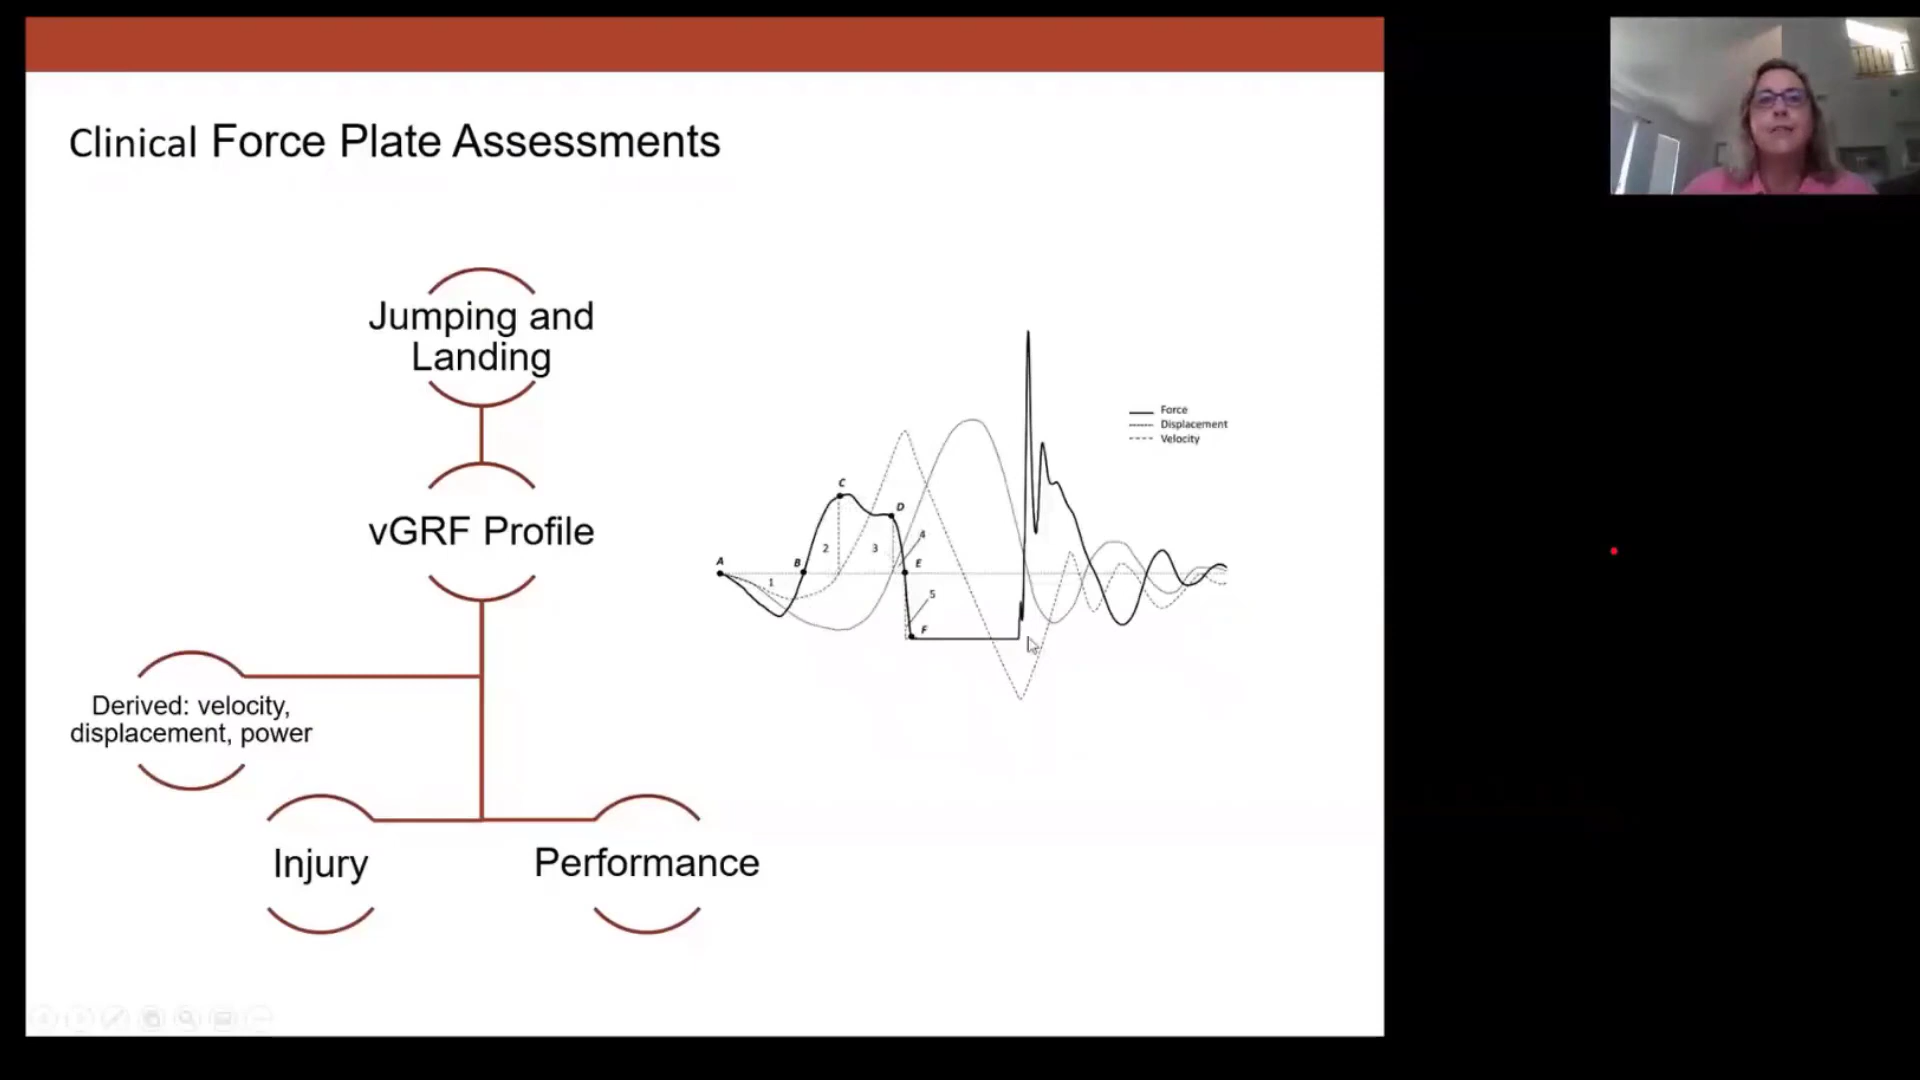 Clinical Force Plate Assessments
Jumping and
Landing
vGRF Profile
Derived: velocity,
displacement, power
Injury
Performance
Force
Displacement
Velocity
C
D
2
3
4
A
B
E
1
5
F